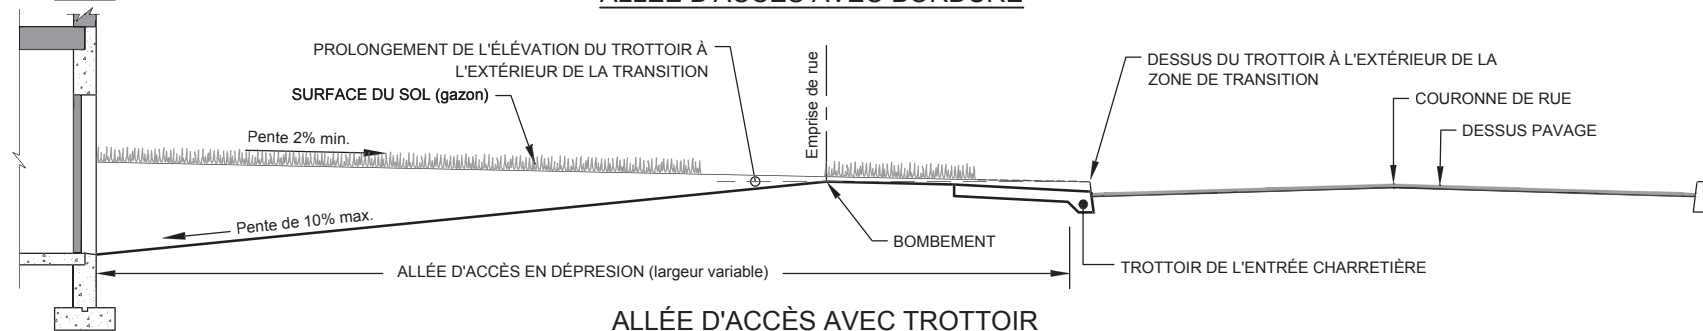 ALLÉE D'ACCÈS AVEC BORDURE
PROLONGEMENT DE L'ÉLÉVATION DU TROTTOIR À
L'EXTÉRIEUR DE LA TRANSITION
SURFACE DU SOL (gazon)
Pente 2% min.
Emprise de rue
DESSUS DU TROTTOIR À L'EXTÉRIEUR DE LA
ZONE DE TRANSITION
COURONNE DE RUE
DESSUS PAVAGE
Pente de 10% max.
BOMBEMENT
TROTTOIR DE L'ENTRÉE CHARRETIÈRE
ALLÉE D'ACCÈS EN DÉPRESION (largeur variable)
ALLÉE D'ACCÈS AVEC TROTTOIR